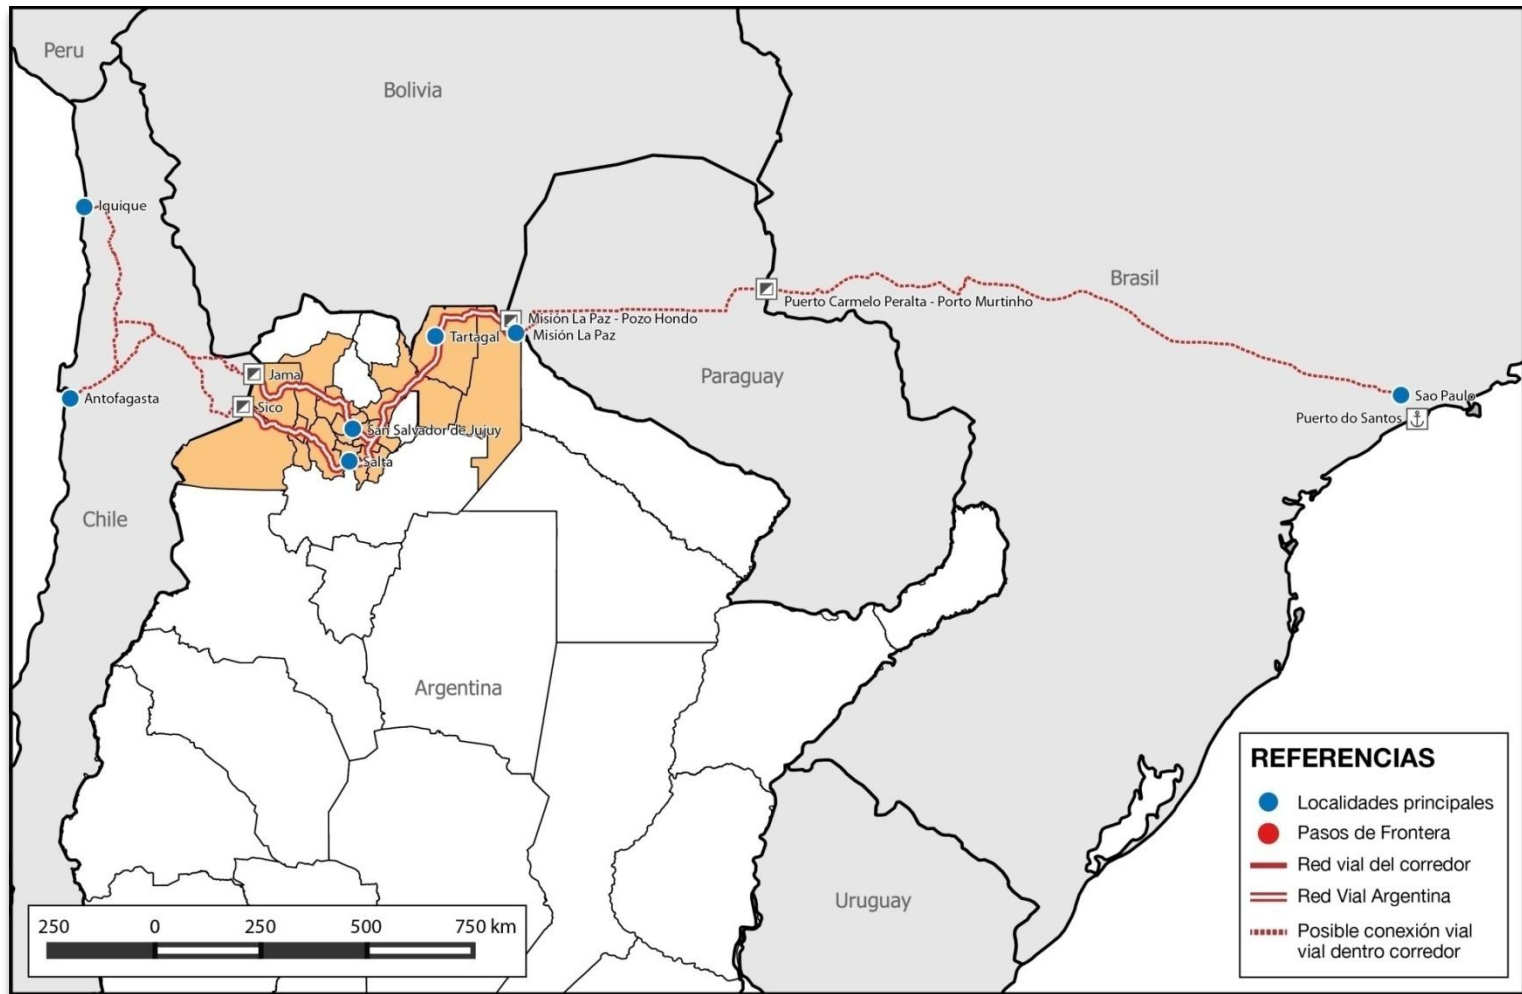 Peru
Bolivia
Iquique
Brasil
Puerto Carmelo Peralta - Porto Murtinho
Misión La Paz - Pozo Hondo
Misión La Paz
Tartagal
Jama
Paraguay
Antofagasta
Sico
Sao Paulo
Puerto do Santos
San Salvador de Jujuy
Salta
Chile
Argentina
Uruguay
REFERENCIAS
Localidades principales
Pasos de Frontera
Red vial del corredor
Red Vial Argentina
Posible conexión vial
vial dentro corredor
250 0 250 500 750 km